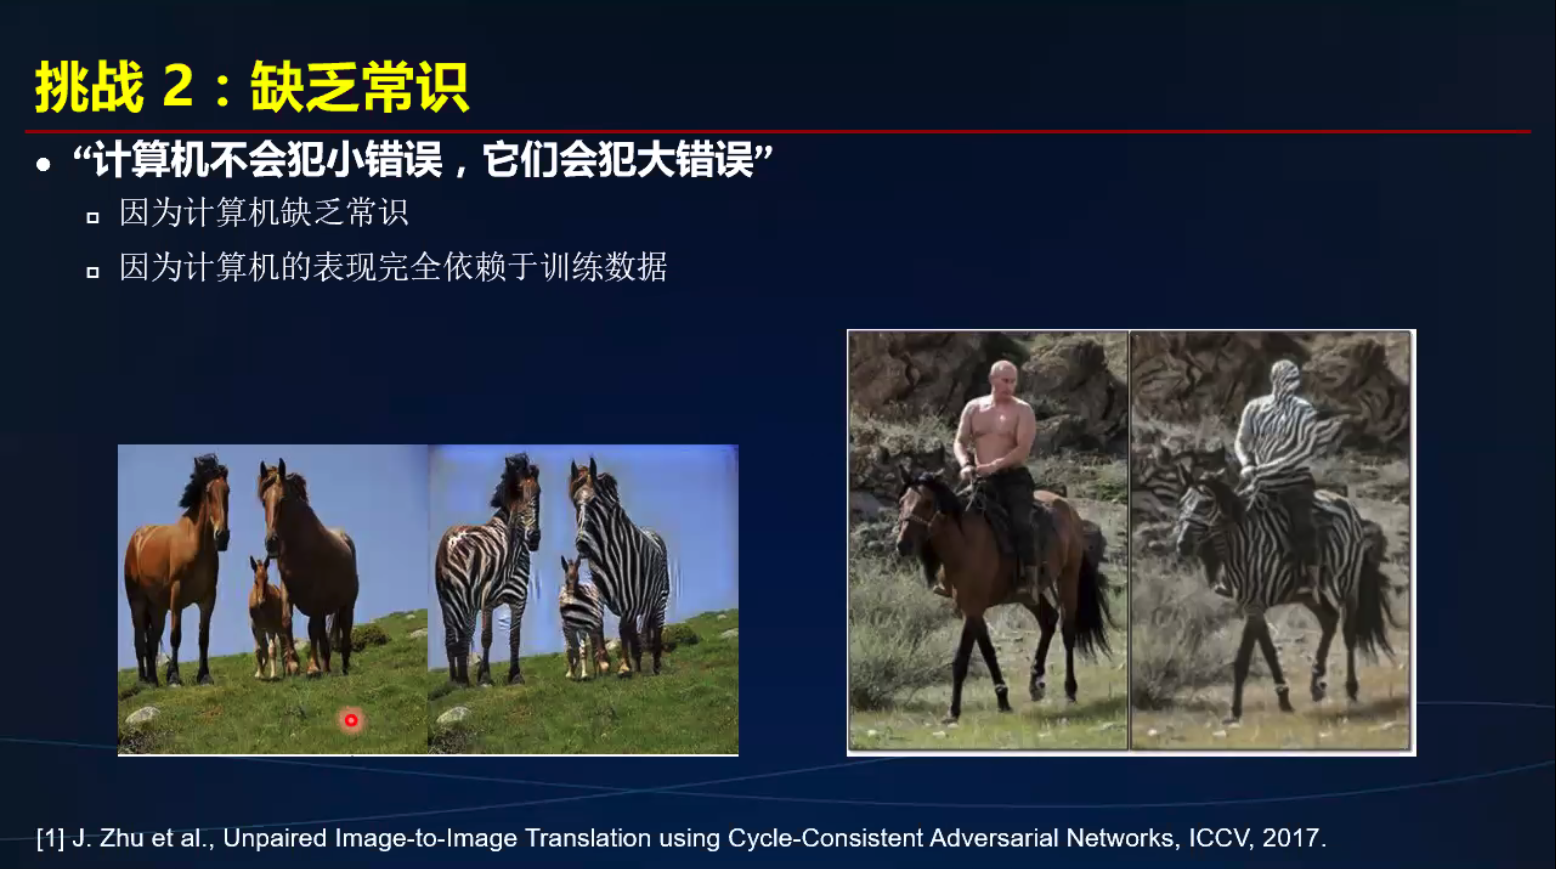 挑战 2：缺乏常识
“计算机不会犯小错误，它们会犯大错误”
因为计算机缺乏常识
因为计算机的表现完全依赖于训练数据
[1] J. Zhu et al., Unpaired Image-to-Image Translation using Cycle-Consistent Adversarial Networks, ICCV, 2017.